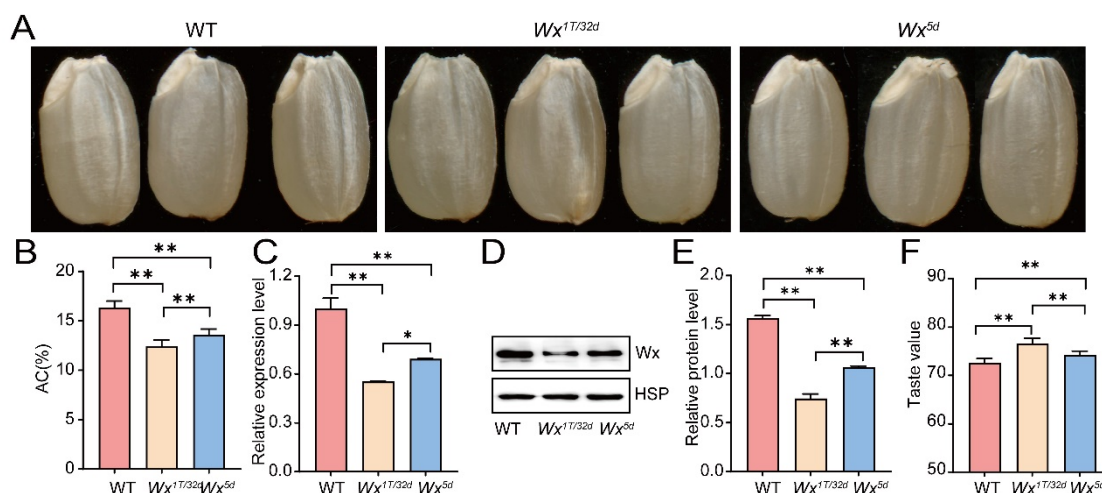 A
WT
Wx1T/32d
Wx5d
B
AC(%)
20
15
10
5
0
**
**
**
WT Wx1T/32d Wx5d
C
Relative expression level
1.2
0.9
0.6
0.3
0.0
**
**
*
WT Wx1T/32d Wx5d
D
Wx
HSP
WT Wx1T/32d Wx5d
E
Relative protein level
2.0
1.5
1.0
0.5
0.0
**
**
**
WT Wx1T/32d Wx5d
F
Taste value
90
80
70
60
50
**
**
**
WT Wx1T/32d Wx5d